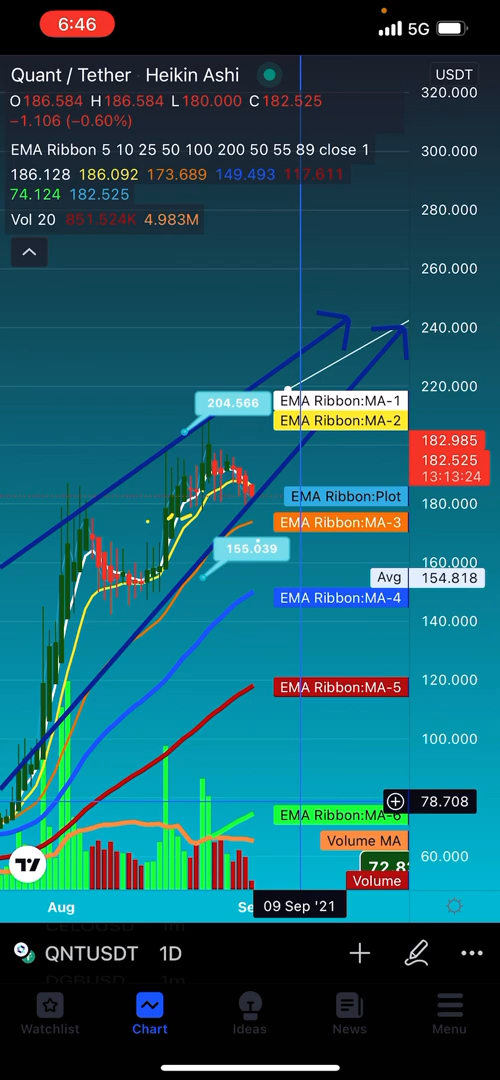 6:46
5G
Quant / Tether · Heikin Ashi
USDT
O186.584 H186.584 L180.000 C182.525
−1.106 (−0.60%)
EMA Ribbon 5 10 25 50 100 200 50 55 89 close 1
186.128 186.092 173.689 149.493 117.611
74.124 182.525
Vol 20 851.524K 4.983M
320.000
300.000
280.000
260.000
240.000
220.000
204.566
EMA Ribbon:MA-1
EMA Ribbon:MA-2
182.985
182.525
13:13:24
EMA Ribbon:Plot
180.000
EMA Ribbon:MA-3
155.039
160.000
Avg 154.818
EMA Ribbon:MA-4
140.000
EMA Ribbon:MA-5
120.000
100.000
78.708
EMA Ribbon:MA-6
Volume MA
60.000
Volume
Aug
09 Sep '21
QNTUSDT 1D
Watchlist
Chart
Ideas
News
Menu